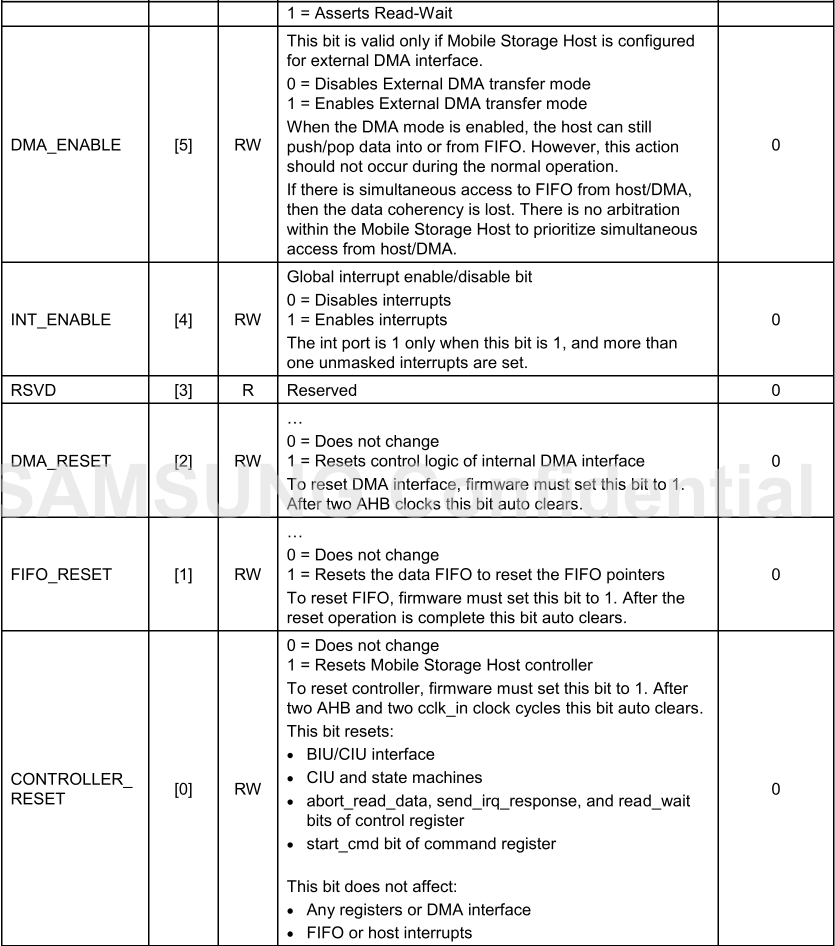 1 = Asserts Read-Wait
DMA_ENABLE
[5]
RW
This bit is valid only if Mobile Storage Host is configured
for external DMA interface.
0 = Disables External DMA transfer mode
1 = Enables External DMA transfer mode
When the DMA mode is enabled, the host can still
push/pop data into or from FIFO. However, this action
should not occur during the normal operation.
If there is simultaneous access to FIFO from host/DMA,
then the data coherency is lost. There is no arbitration
within the Mobile Storage Host to prioritize simultaneous
access from host/DMA.
0
INT_ENABLE
[4]
RW
Global interrupt enable/disable bit
0 = Disables interrupts
1 = Enables interrupts
The int port is 1 only when this bit is 1, and more than
one unmasked interrupts are set.
0
RSVD
[3]
R
Reserved
0
DMA_RESET
[2]
RW
…
0 = Does not change
1 = Resets control logic of internal DMA interface
To reset DMA interface, firmware must set this bit to 1.
After two AHB clocks this bit auto clears.
0
SAMSUNG Confidential
FIFO_RESET
[1]
RW
…
0 = Does not change
1 = Resets the data FIFO to reset the FIFO pointers
To reset FIFO, firmware must set this bit to 1. After the
reset operation is complete this bit auto clears.
0
CONTROLLER_
RESET
[0]
RW
0 = Does not change
1 = Resets Mobile Storage Host controller
To reset controller, firmware must set this bit to 1. After
two AHB and two cclk_in clock cycles this bit auto clears.
This bit resets:
• BIU/CIU interface
• CIU and state machines
• abort_read_data, send_irq_response, and read_wait
bits of control register
• start_cmd bit of command register
This bit does not affect:
• Any registers or DMA interface
• FIFO or host interrupts
0